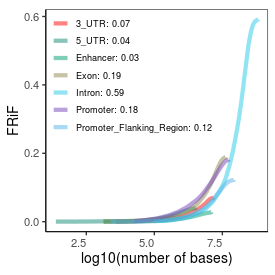 FRiF
0.6
0.4
0.2
0.0
3_UTR: 0.07
5_UTR: 0.04
Enhancer: 0.03
Exon: 0.19
Intron: 0.59
Promoter: 0.18
Promoter_Flanking_Region: 0.12
2.5 5.0 7.5
log10(number of bases)